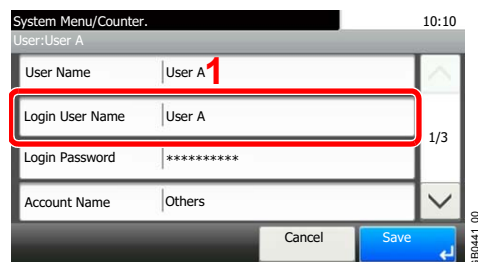 System Menu/Counter. 10:10
User:User A
User Name User A 1
Login User Name User A
1/3
Login Password **********
Account Name Others
Cancel Save